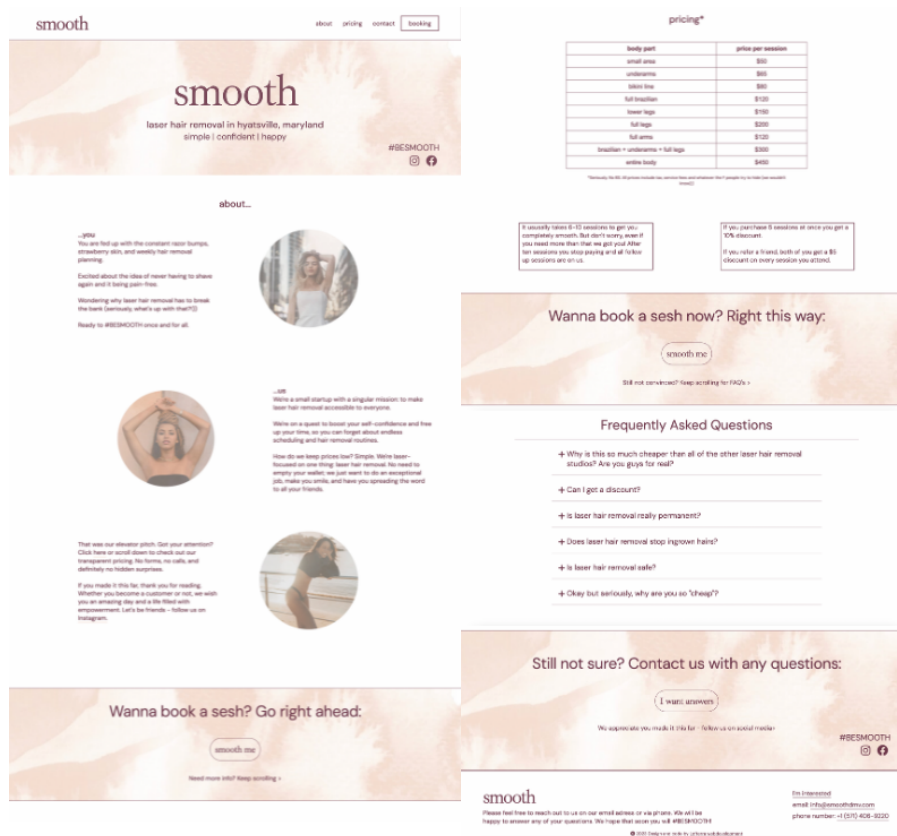 smooth
about pricing contact booking
smooth
laser hair removal in hyattsville, maryland
simple | confident | happy
#BESMOOTH
about...
...you
You are fed up with the constant razor bumps,
strawberry skin, and weekly hair removal
planning.
Excited about the idea of never having to shave
again and it being pain-free.
Wondering why laser hair removal has to break
the bank (seriously, what's up with that?!)
Ready to #BESMOOTH once and for all.
...us
We're a small startup with a singular mission: to make
laser hair removal accessible to everyone.
We're on a quest to boost your self-confidence and free
up your time, so you can forget about endless
scheduling and hair removal routines.
How do we keep prices low? Simple. We're laser-
focused on one thing: laser hair removal. No need to
empty your wallet; we just want to do an exceptional
job, make you smile, and have you spreading the word
to all your friends.
That was our elevator pitch. Got your attention?
Click here or scroll down to check out our
transparent pricing. No forms, no calls, and
definitely no hidden surprises.
If you made it this far, thank you for reading.
Whether you become a customer or not, we wish
you an amazing day and a life filled with
empowerment. Let's be friends – follow us on
Instagram.
Wanna book a sesh? Go right ahead:
smooth me
Need more info? Keep scrolling >
pricing*
body part price per session
small area $50
underarms $65
bikini line $80
full brazilian $120
lower legs $150
full legs $200
full arms $120
brazilian + underarms + full legs $300
entire body $450
It usually takes 6-10 sessions to get you
completely smooth. But don't worry, even if
you need more than that we got you! After
ten sessions you stop paying and all follow
up sessions are on us.
If you purchase 5 sessions at once you get a
10% discount
If you refer a friend, both of you get a $5
discount on every session you attend.
Wanna book a sesh now? Right this way:
smooth me
Still not convinced? Keep scrolling for FAQ's >
Frequently Asked Questions
+ Why is this so much cheaper than all of the other laser hair removal
studios? Are you guys for real?
+ Can I get a discount?
+ Is laser hair removal really permanent?
+ Does laser hair removal stop ingrown hairs?
+ Is laser hair removal safe?
+ Okay but seriously, why are you so "cheap"?
Still not sure? Contact us with any questions:
I want answers
We appreciate you made it this far - follow us on social media>
#BESMOOTH
smooth
Please feel free to reach out to us on our email adress or via phone. We will be
happy to answer any of your questions. We hope that soon you will #BESMOOTH!
I'm interested
email: info@smoothdmv.com
phone number: +1 (571) 408-9220